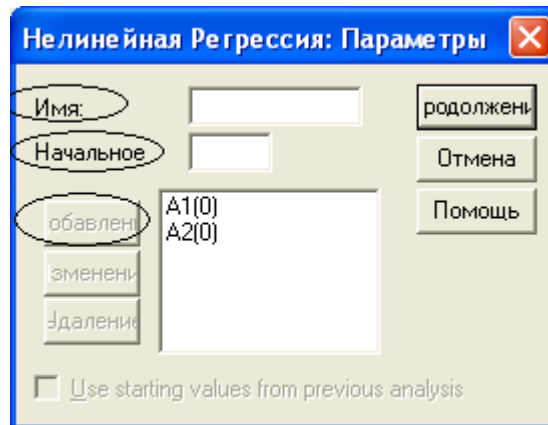 Нелинейная Регрессия: Параметры
Имя:
родолжени
Начальное
Отмена
A1(0)
A2(0)
Помощь
обавлени
зменени
Удаление
Use starting values from previous analysis